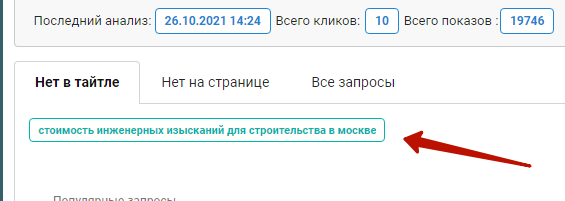 Последний анализ: 26.10.2021 14:24 Всего кликов: 10 Всего показов : 19746
Нет в тайтле Нет на странице Все запросы
стоимость инженерных изысканий для строительства в москве
Популярные запросы